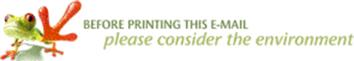 BEFORE PRINTING THIS E-MAIL
please consider the environment